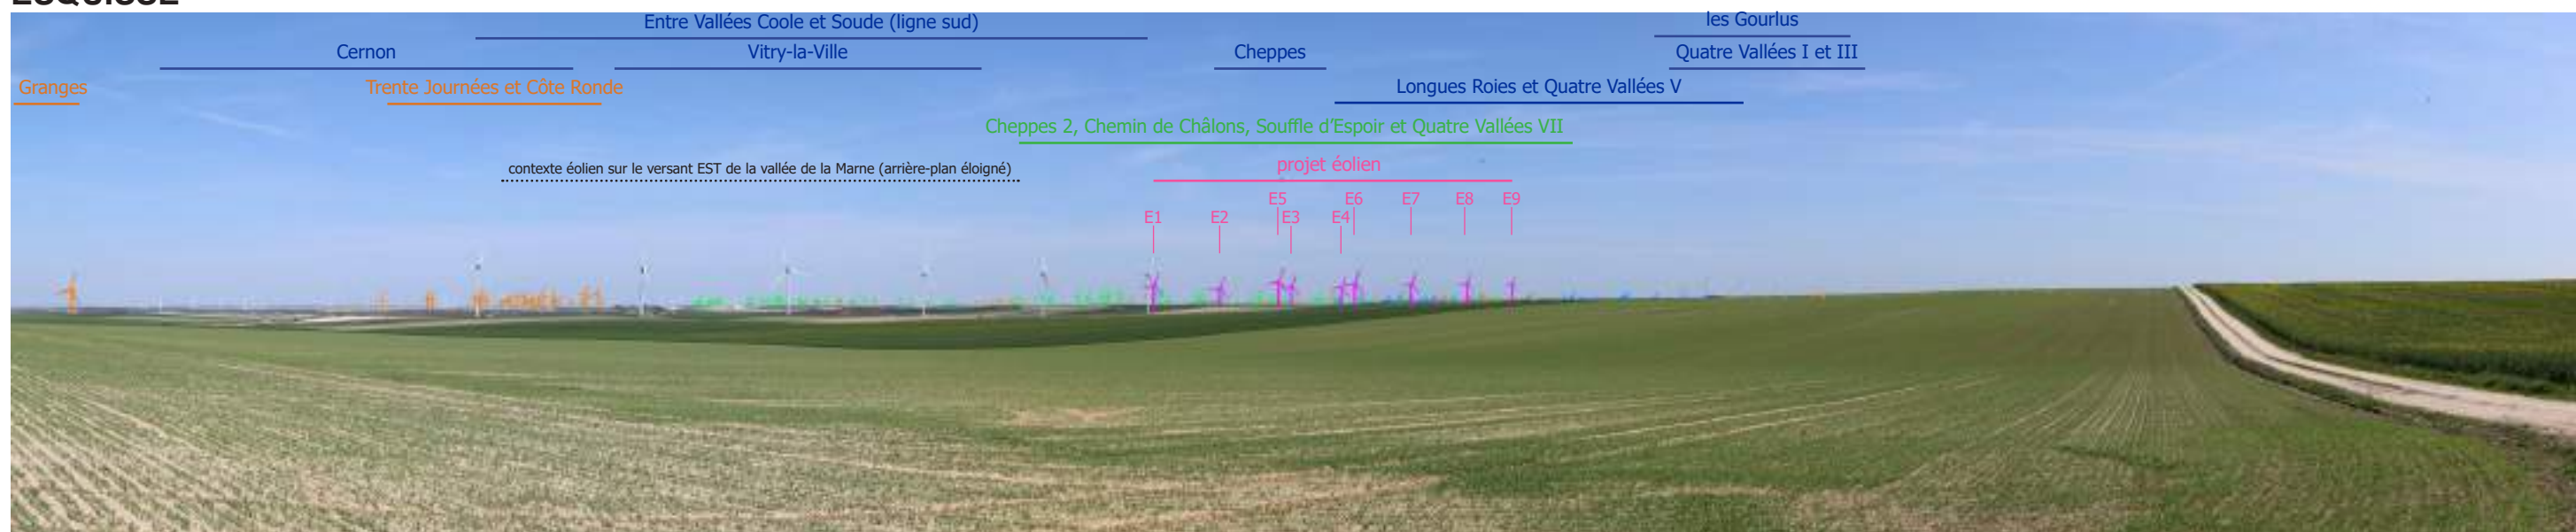 ESQUISSE
Entre Vallées Coole et Soude (ligne sud)
les Gourlus
Cernon
Vitry-la-Ville
Cheppes
Quatre Vallées I et III
Granges
Trente Journées et Côte Ronde
Longues Roies et Quatre Vallées V
Cheppes 2, Chemin de Châlons, Souffle d'Espoir et Quatre Vallées VII
contexte éolien sur le versant EST de la vallée de la Marne (arrière-plan éloigné)
projet éolien
E5 E6 E7 E8 E9
E1 E2 E3 E4